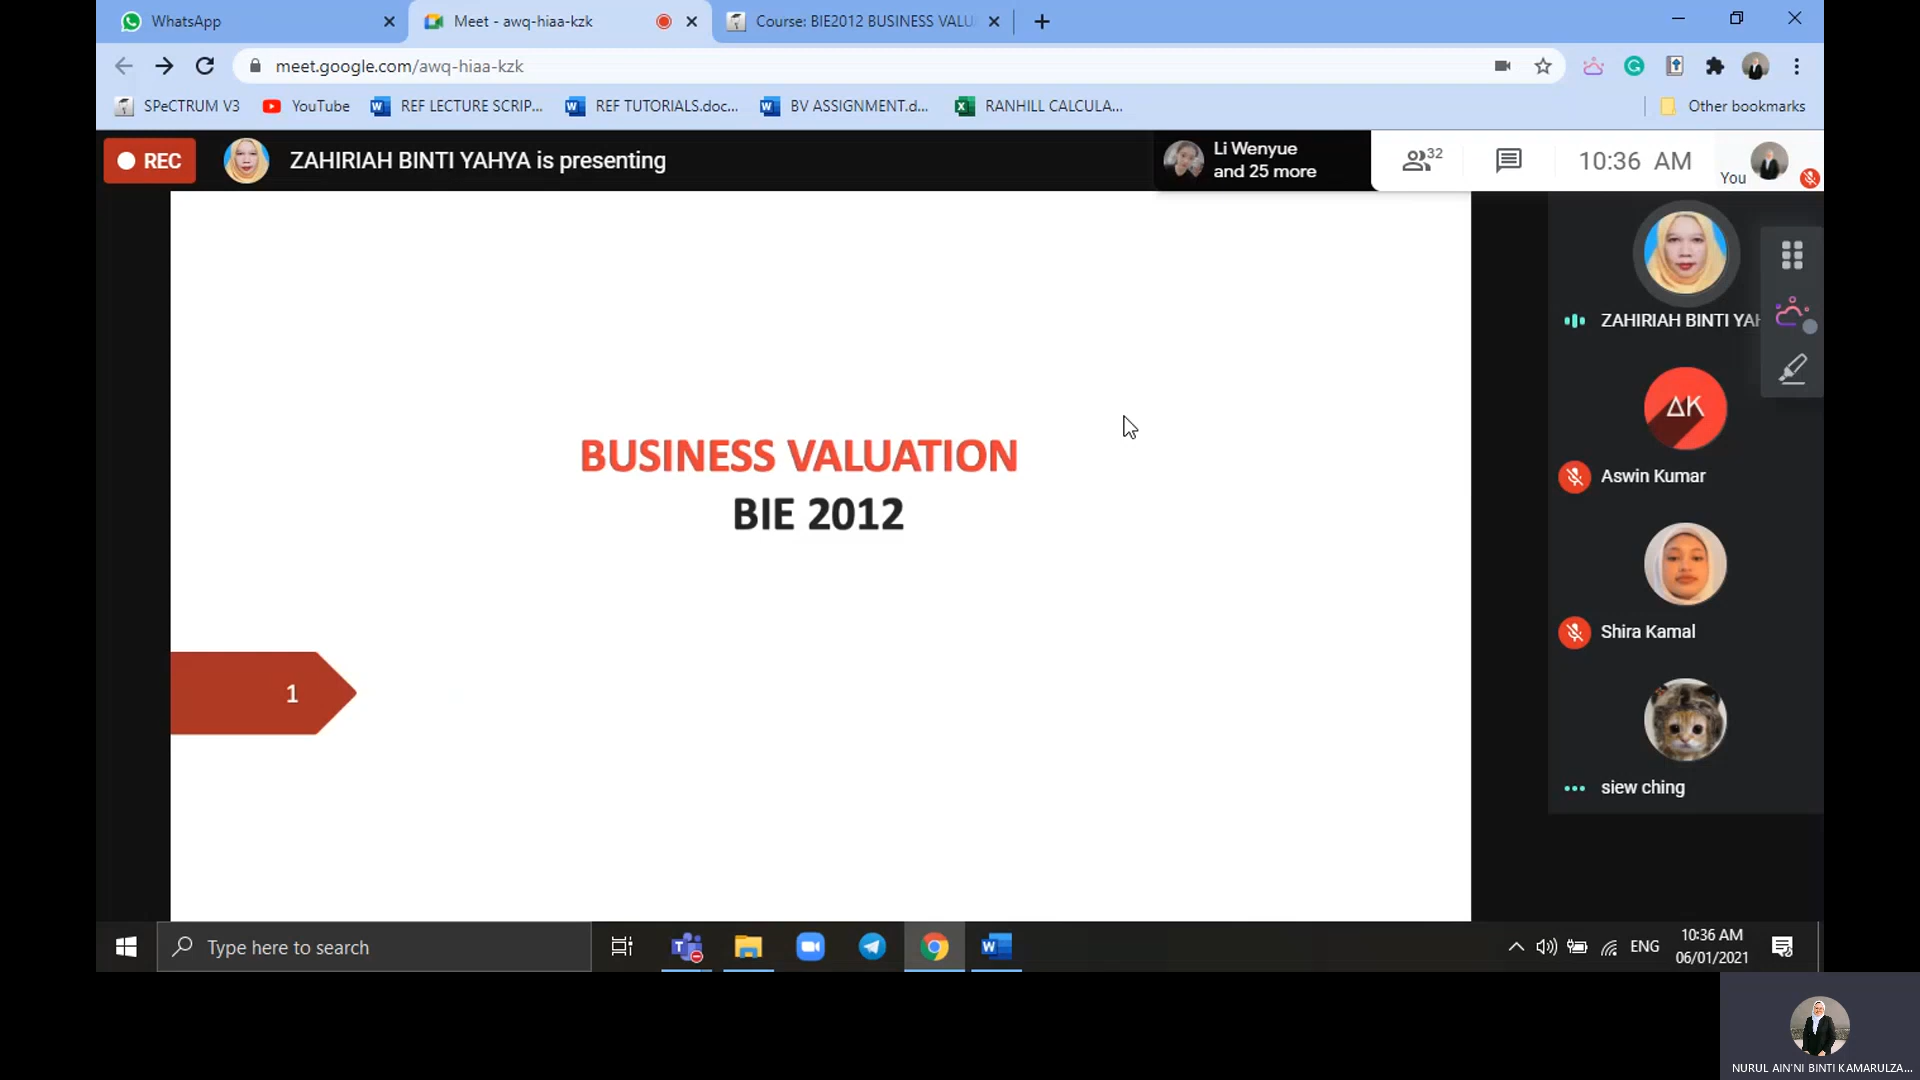 WhatsApp
Meet - awq-hiaa-kzk
Course: BIE2012 BUSINESS VALU
meet.google.com/awq-hiaa-kzk
SPeCTRUM V3
YouTube
REF LECTURE SCRIP...
REF TUTORIALS.doc...
BV ASSIGNMENT.d...
RANHILL CALCULA...
Other bookmarks
REC
ZAHIRIAH BINTI YAHYA is presenting
Li Wenyue
and 25 more
32
10:36 AM
You
BUSINESS VALUATION
BIE 2012
1
ZAHIRIAH BINTI YAH
AK
Aswin Kumar
Shira Kamal
siew ching
Type here to search
ENG
10:36 AM
06/01/2021
NURUL AIN'NI BINTI KAMARULZA...